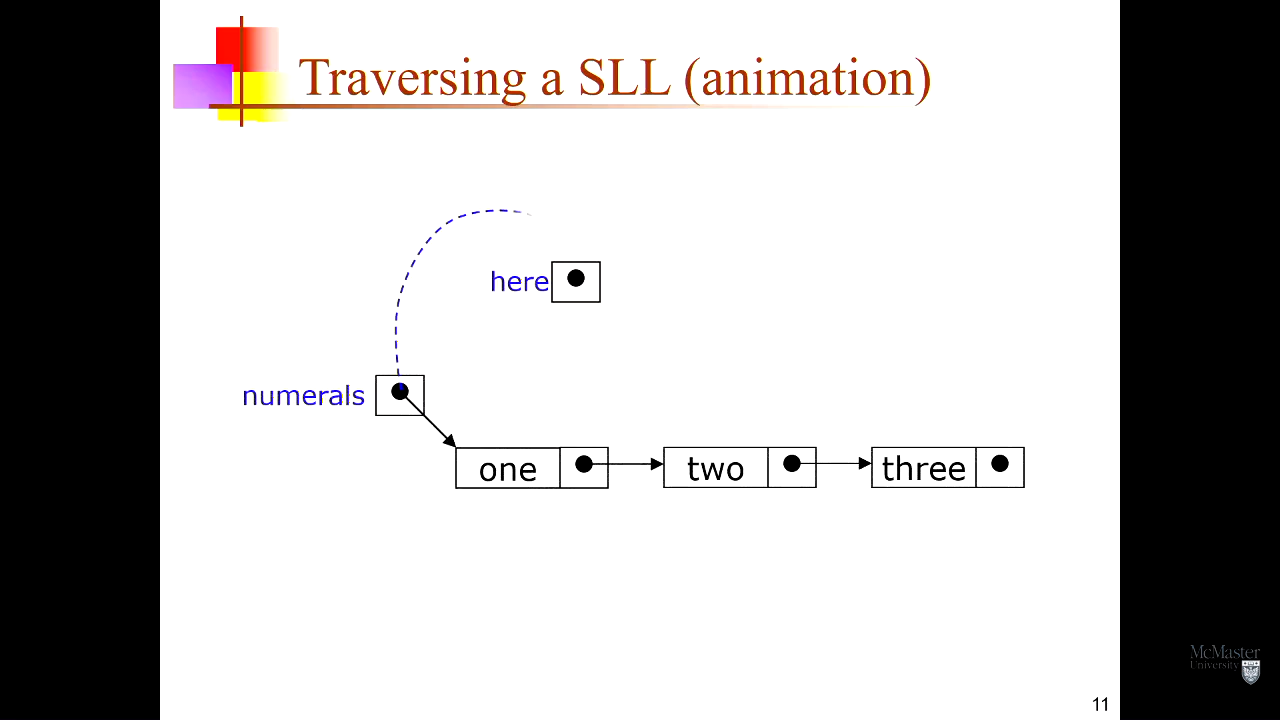 Traversing a SLL (animation)
here
numerals
one two three
McMaster
University
11